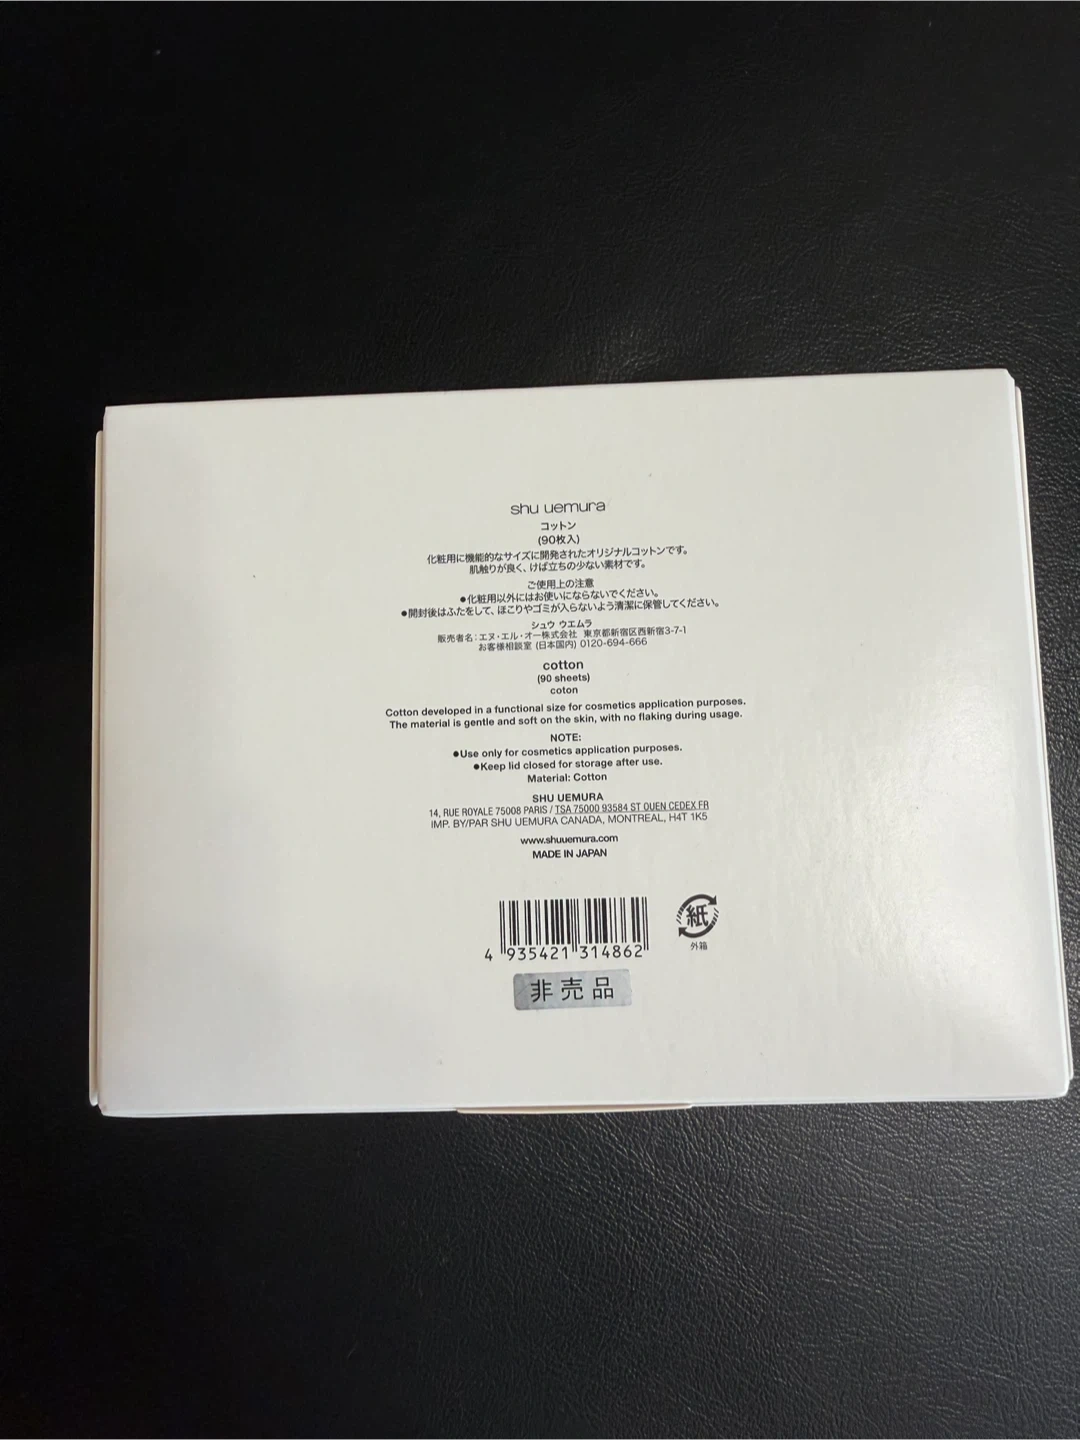 shu uemura
コットン
(90枚入)
化粧用に機能的なサイズに開発されたオリジナルコットンです。
肌触りが良く、けば立ちの少ない素材です。
ご使用上の注意
●化粧用以外にはお使いにならないでください。
●開封後はふたをして、ほこりやゴミが入らないよう清潔に保管してください。
シュウ ウエムラ
販売者名:エヌ・エル・オー株式会社 東京都新宿区西新宿3-7-1
お客様相談室 (日本国内) 0120-694-666
cotton
(90 sheets)
coton
Cotton developed in a functional size for cosmetics application purposes.
The material is gentle and soft on the skin, with no flaking during usage.
NOTE:
●Use only for cosmetics application purposes.
●Keep lid closed for storage after use.
Material: Cotton
SHU UEMURA
14, RUE ROYALE 75008 PARIS / TSA 75000 93584 ST OUEN CEDEX FR
IMP. BY/PAR SHU UEMURA CANADA, MONTREAL, H4T 1K5
www.shuuemura.com
MADE IN JAPAN
紙
外箱
4 935421 314862
非売品